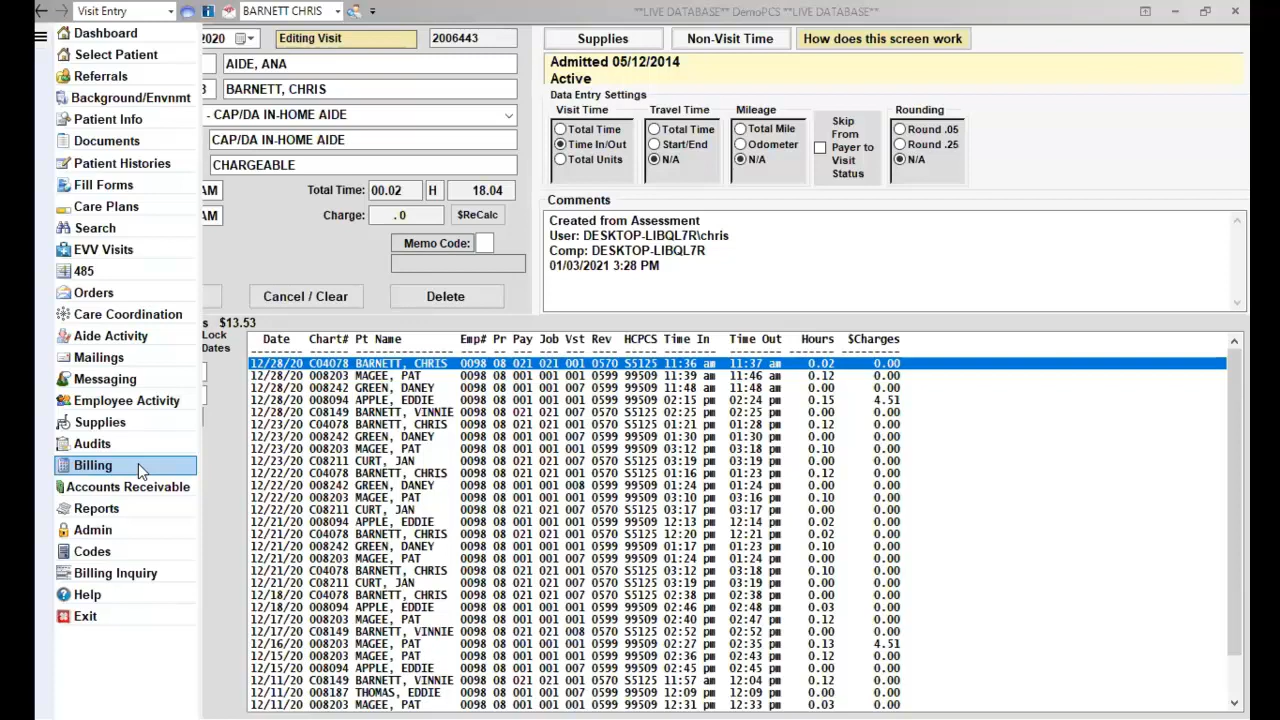 Visit Entry
BARNETT CHRIS
**LIVE DATABASE** DemoPCS **LIVE DATABASE**
Dashboard
Select Patient
Referrals
Background/Envnmt
Patient Info
Documents
Patient Histories
Fill Forms
Care Plans
Search
EVV Visits
485
Orders
Care Coordination
Aide Activity
Mailings
Messaging
Employee Activity
Supplies
Audits
Billing
Accounts Receivable
Reports
Admin
Codes
Billing Inquiry
Help
Exit
2020
Editing Visit
2006443
AIDE, ANA
8
BARNETT, CHRIS
- CAP/DA IN-HOME AIDE
CAP/DA IN-HOME AIDE
CHARGEABLE
AM
Total Time: 00.02 H 18.04
AM
Charge: . 0 $ReCalc
Memo Code:
Cancel / Clear
Delete
Supplies
Non-Visit Time
How does this screen work
Admitted 05/12/2014
Active
Data Entry Settings
Visit Time
Total Time
Time In/Out
Total Units
Travel Time
Total Time
Start/End
N/A
Mileage
Total Mile
Odometer
N/A
Skip
From
Payer to
Visit
Status
Rounding
Round .05
Round .25
N/A
Comments
Created from Assessment
User: DESKTOP-LIBQL7R\chris
Comp: DESKTOP-LIBQL7R
01/03/2021 3:28 PM
s $13.53
Lock
Dates
Date Chart# Pt Name Emp# Pr Pay Job Vst Rev HCPCS Time In Time Out Hours $Charges
12/28/20 C04078 BARNETT, CHRIS 0098 08 021 021 001 0570 S5125 11:36 am 11:37 am 0.02 0.00
12/28/20 008203 MAGEE, PAT 0098 08 001 001 001 0599 99509 11:39 am 11:46 am 0.12 0.00
12/28/20 008242 GREEN, DANEY 0098 08 001 001 007 0599 99509 11:48 am 11:48 am 0.00 0.00
12/28/20 008094 APPLE, EDDIE 0098 08 001 001 001 0599 99509 02:15 pm 02:24 pm 0.15 4.51
12/28/20 C08149 BARNETT, VINNIE 0098 08 021 021 007 0570 S5125 02:25 pm 02:25 pm 0.00 0.00
12/23/20 C04078 BARNETT, CHRIS 0098 08 021 021 001 0570 S5125 01:21 pm 01:28 pm 0.12 0.00
12/23/20 008242 GREEN, DANEY 0098 08 001 001 007 0599 99509 01:30 pm 01:30 pm 0.00 0.00
12/23/20 008203 MAGEE, PAT 0098 08 001 001 001 0599 99509 03:12 pm 03:18 pm 0.10 0.00
12/23/20 C08211 CURT, JAN 0098 08 021 021 007 0570 S5125 03:19 pm 03:19 pm 0.00 0.00
12/22/20 C04078 BARNETT, CHRIS 0098 08 021 021 001 0570 S5125 01:16 pm 01:23 pm 0.12 0.00
12/22/20 008242 GREEN, DANEY 0098 08 001 001 008 0599 99509 01:24 pm 01:24 pm 0.00 0.00
12/22/20 008203 MAGEE, PAT 0098 08 001 001 001 0599 99509 03:10 pm 03:16 pm 0.10 0.00
12/22/20 C08211 CURT, JAN 0098 08 021 021 007 0570 S5125 03:17 pm 03:17 pm 0.00 0.00
12/21/20 008094 APPLE, EDDIE 0098 08 001 001 001 0599 99509 12:13 pm 12:14 pm 0.02 0.00
12/21/20 C04078 BARNETT, CHRIS 0098 08 021 021 001 0570 S5125 12:20 pm 12:21 pm 0.02 0.00
12/21/20 008242 GREEN, DANEY 0098 08 001 001 001 0599 99509 01:17 pm 01:23 pm 0.10 0.00
12/21/20 008203 MAGEE, PAT 0098 08 001 001 007 0599 99509 01:24 pm 01:24 pm 0.00 0.00
12/21/20 C04078 BARNETT, CHRIS 0098 08 021 021 001 0570 S5125 03:12 pm 03:18 pm 0.10 0.00
12/21/20 C08211 CURT, JAN 0098 08 021 021 007 0570 S5125 03:19 pm 03:19 pm 0.00 0.00
12/18/20 C04078 BARNETT, CHRIS 0098 08 021 021 001 0570 S5125 02:38 pm 02:38 pm 0.00 0.00
12/18/20 008094 APPLE, EDDIE 0098 08 001 001 001 0599 99509 02:46 pm 02:48 pm 0.03 0.00
12/17/20 008203 MAGEE, PAT 0098 08 001 001 001 0599 99509 02:40 pm 02:47 pm 0.12 0.00
12/17/20 C08149 BARNETT, VINNIE 0098 08 021 021 008 0570 S5125 02:52 pm 02:52 pm 0.00 0.00
12/16/20 008203 MAGEE, PAT 0098 08 001 001 001 0599 99509 02:27 pm 02:35 pm 0.13 4.51
12/15/20 008203 MAGEE, PAT 0098 08 001 001 001 0599 99509 02:36 pm 02:43 pm 0.12 0.00
12/15/20 008094 APPLE, EDDIE 0098 08 001 001 007 0599 99509 02:45 pm 02:45 pm 0.00 0.00
12/11/20 C08149 BARNETT, VINNIE 0098 08 021 021 001 0570 S5125 11:57 am 12:04 pm 0.12 0.00
12/11/20 008187 THOMAS, EDDIE 0098 08 001 001 007 0599 99509 12:09 pm 12:09 pm 0.00 0.00
12/11/20 008203 MAGEE, PAT 0098 08 001 001 001 0599 99509 12:31 pm 12:33 pm 0.03 0.00